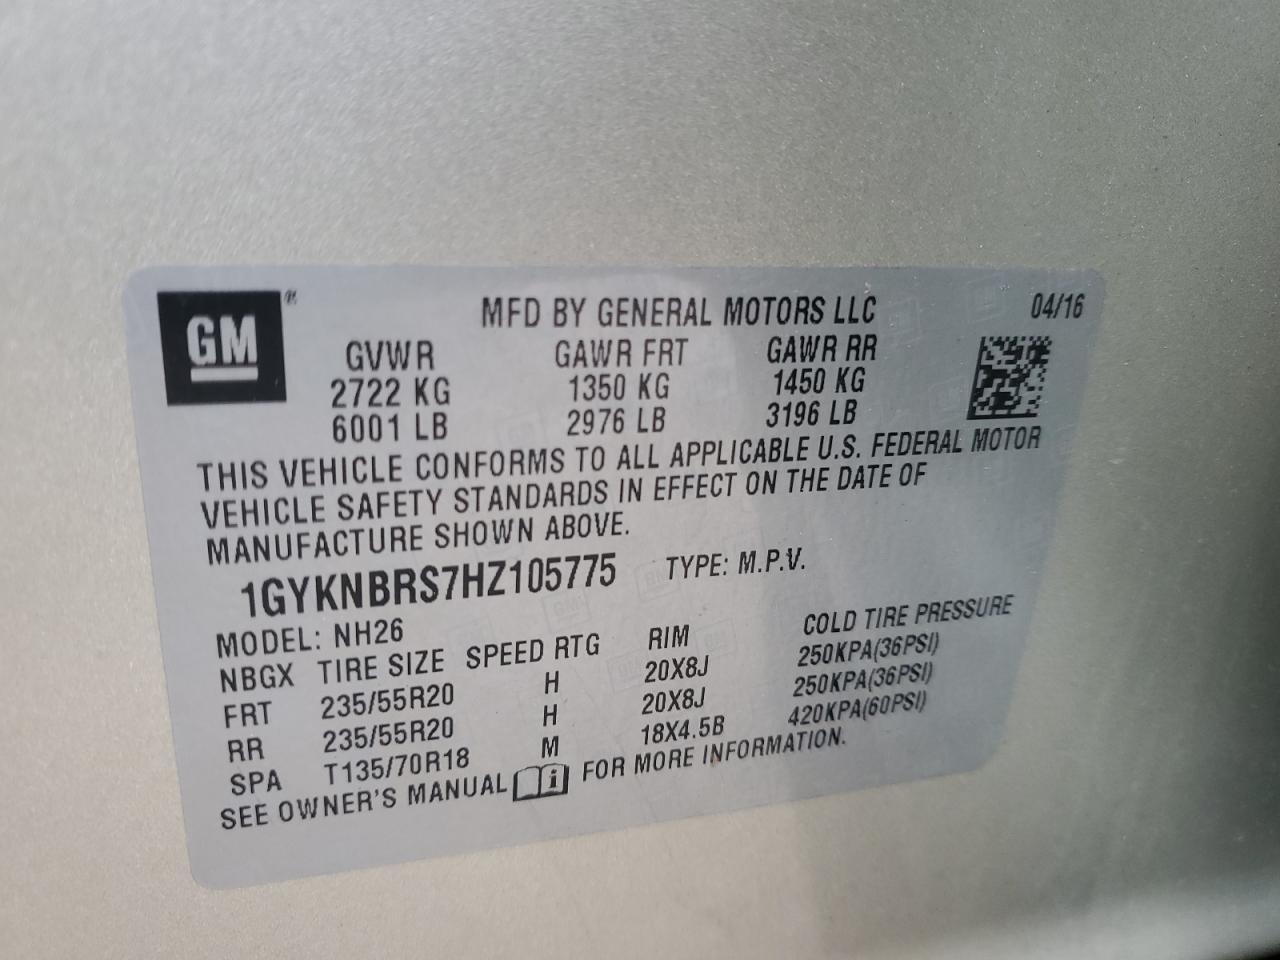 GM®
MFD BY GENERAL MOTORS LLC 04/16
GVWR GAWR FRT GAWR RR
2722 KG 1350 KG 1450 KG
6001 LB 2976 LB 3196 LB
THIS VEHICLE CONFORMS TO ALL APPLICABLE U.S. FEDERAL MOTOR
VEHICLE SAFETY STANDARDS IN EFFECT ON THE DATE OF
MANUFACTURE SHOWN ABOVE.
1GYKNBRS7HZ105775 TYPE: M.P.V.
MODEL: NH26
NBGX TIRE SIZE SPEED RTG RIM COLD TIRE PRESSURE
FRT 235/55R20 H 20X8J 250KPA(36PSI)
RR 235/55R20 H 20X8J 250KPA(36PSI)
SPA T135/70R18 M 18X4.5B 420KPA(60PSI)
SEE OWNER'S MANUAL i FOR MORE INFORMATION.